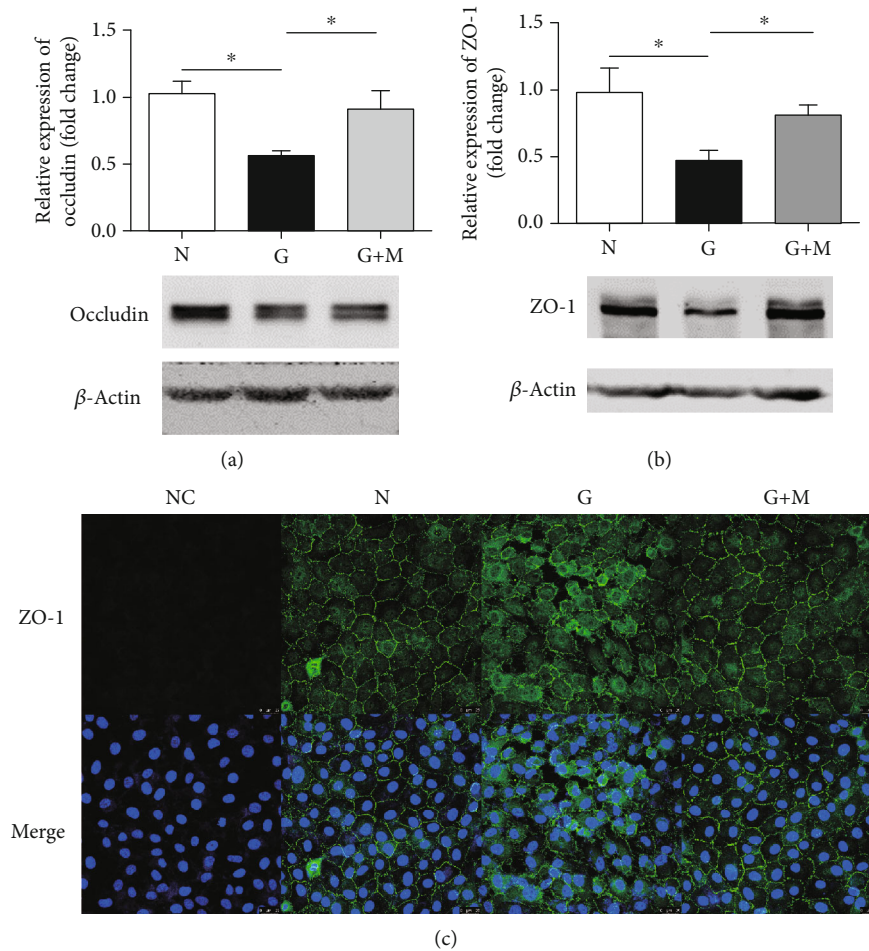 1.5
1.0
0.5
0.0
Relative expression of
occludin (fold change)
*
*
N G G+M
Occludin
β-Actin
(a)
1.5
1.0
0.5
0.0
Relative expression of ZO-1
(fold change)
*
*
N G G+M
ZO-1
β-Actin
(b)
NC N G G+M
ZO-1
Merge
(c)